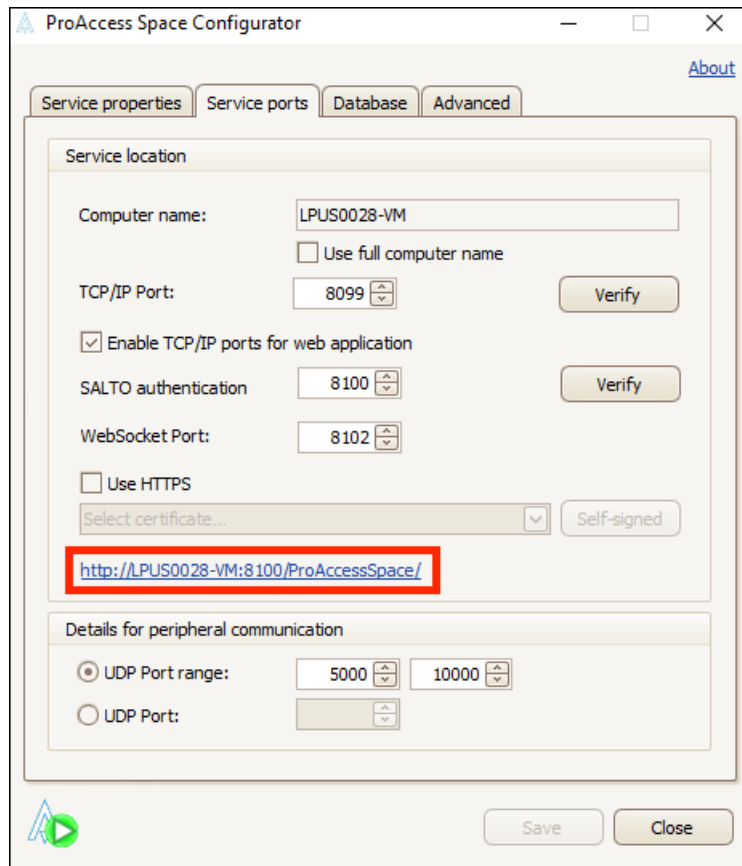 ProAccess Space Configurator
About
Service properties Service ports Database Advanced
Service location
Computer name: LPUS0028-VM
Use full computer name
TCP/IP Port: 8099 Verify
Enable TCP/IP ports for web application
SALTO authentication 8100 Verify
WebSocket Port: 8102
Use HTTPS
Select certificate... Self-signed
http://LPUS0028-VM:8100/ProAccessSpace/
Details for peripheral communication
UDP Port range: 5000 10000
UDP Port:
Save Close